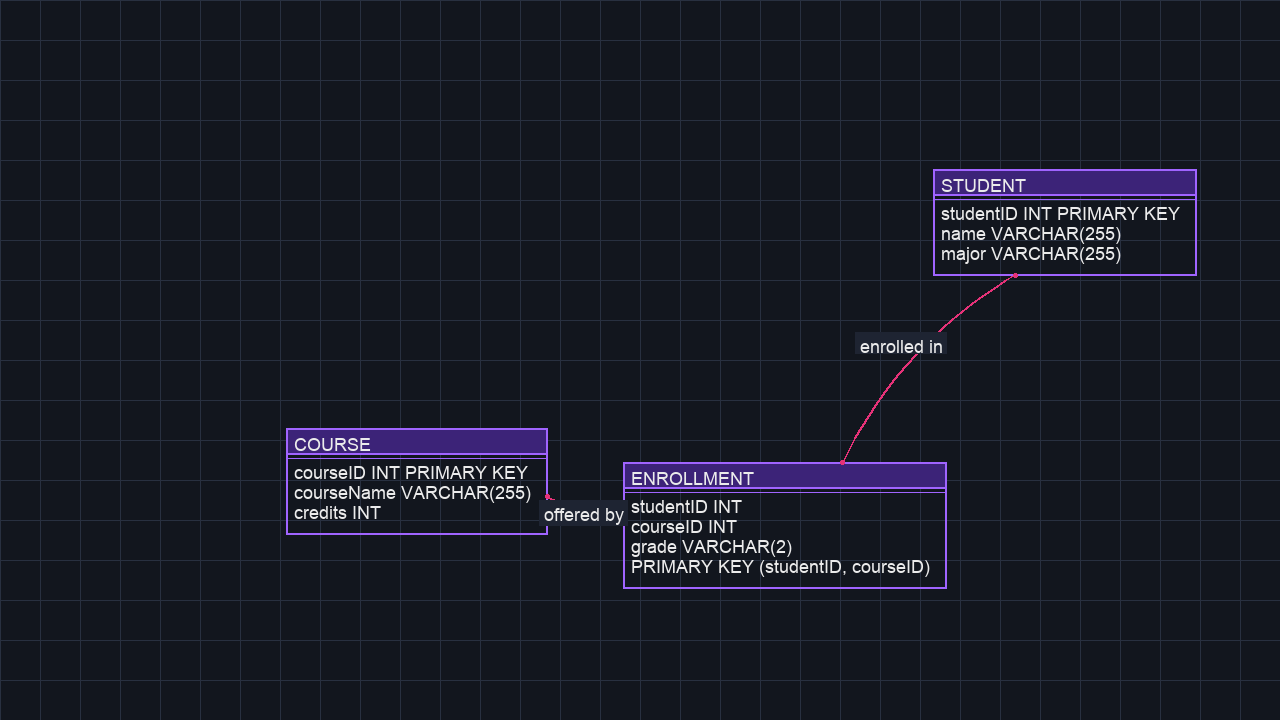 STUDENT
studentID INT PRIMARY KEY
name VARCHAR(255)
major VARCHAR(255)
enrolled in
COURSE
courseID INT PRIMARY KEY
courseName VARCHAR(255)
credits INT
offered by
ENROLLMENT
studentID INT
courseID INT
grade VARCHAR(2)
PRIMARY KEY (studentID, courseID)